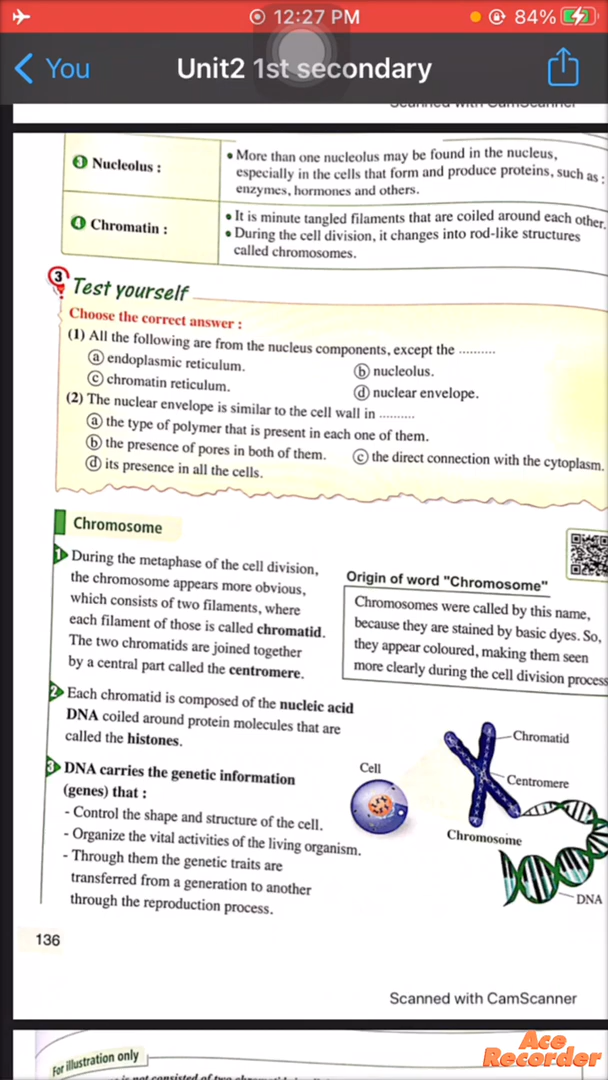 12:27 PM
84%
You
Unit2 1st secondary
Scanned with CamScanner
3 Nucleolus :
• More than one nucleolus may be found in the nucleus,
especially in the cells that form and produce proteins, such as :
enzymes, hormones and others.
4 Chromatin :
• It is minute tangled filaments that are coiled around each other.
• During the cell division, it changes into rod-like structures
called chromosomes.
3 Test yourself
Choose the correct answer :
(1) All the following are from the nucleus components, except the ..........
a endoplasmic reticulum.
b nucleolus.
c chromatin reticulum.
d nuclear envelope.
(2) The nuclear envelope is similar to the cell wall in ..........
a the type of polymer that is present in each one of them.
b the presence of pores in both of them.
c the direct connection with the cytoplasm.
d its presence in all the cells.
Chromosome
1 During the metaphase of the cell division,
the chromosome appears more obvious,
which consists of two filaments, where
each filament of those is called chromatid.
The two chromatids are joined together
by a central part called the centromere.
Origin of word "Chromosome"
Chromosomes were called by this name,
because they are stained by basic dyes. So,
they appear coloured, making them seen
more clearly during the cell division process
2 Each chromatid is composed of the nucleic acid
DNA coiled around protein molecules that are
called the histones.
3 DNA carries the genetic information
(genes) that :
- Control the shape and structure of the cell.
- Organize the vital activities of the living organism.
- Through them the genetic traits are
transferred from a generation to another
through the reproduction process.
Cell
Chromatid
Centromere
Chromosome
DNA
136
Scanned with CamScanner
For illustration only
Ace
Recorder